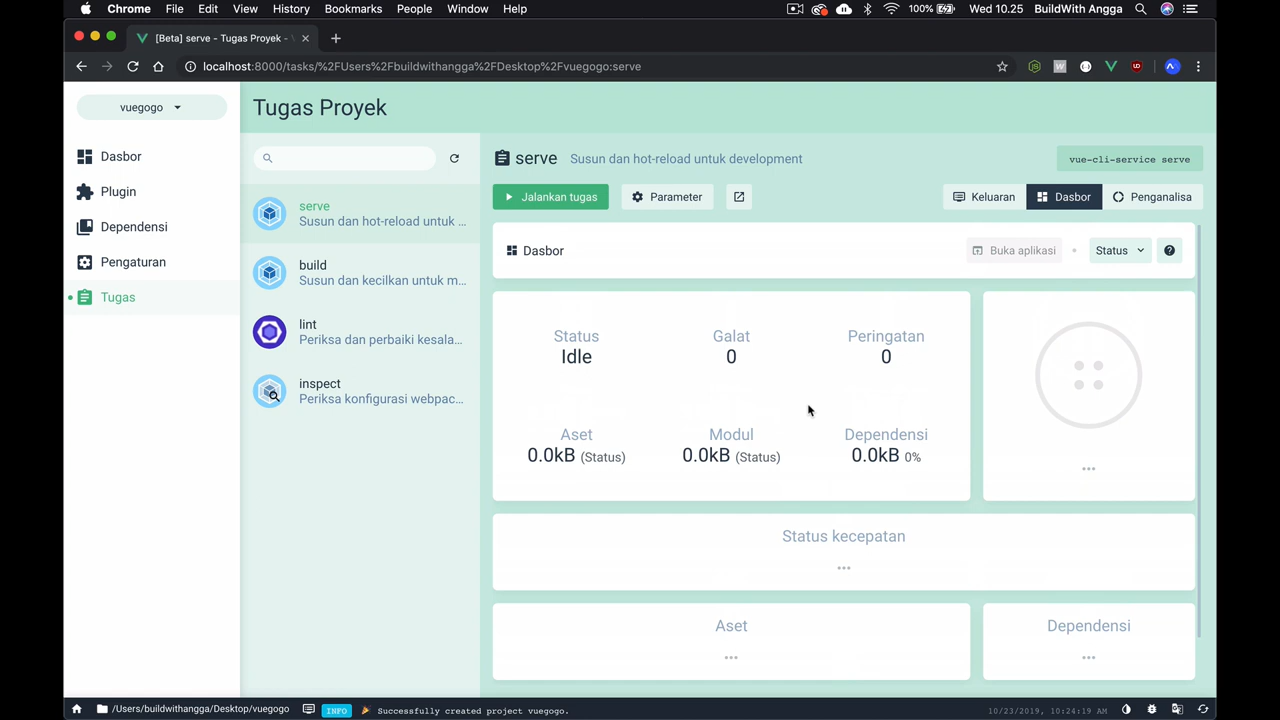 Chrome File Edit View History Bookmarks People Window Help 100% Wed 10.25 BuildWith Angga
[Beta] serve - Tugas Proyek -
localhost:8000/tasks/%2FUsers%2Fbuildwithangga%2FDesktop%2Fvuegogo:serve
vuegogo
Tugas Proyek
Dasbor
Plugin
Dependensi
Pengaturan
Tugas
serve
Susun dan hot-reload untuk ...
build
Susun dan kecilkan untuk m...
lint
Periksa dan perbaiki kesala...
inspect
Periksa konfigurasi webpac...
serve Susun dan hot-reload untuk development
vue-cli-service serve
Jalankan tugas Parameter Keluaran Dasbor Penganalisa
Dasbor Buka aplikasi Status ?
Status Galat Peringatan
Idle 0 0
Aset Modul Dependensi
0.0kB (Status) 0.0kB (Status) 0.0kB 0%
...
Status kecepatan
...
Aset Dependensi
... ...
/Users/buildwithangga/Desktop/vuegogo INFO Successfully created project vuegogo. 10/23/2019, 10:24:19 AM